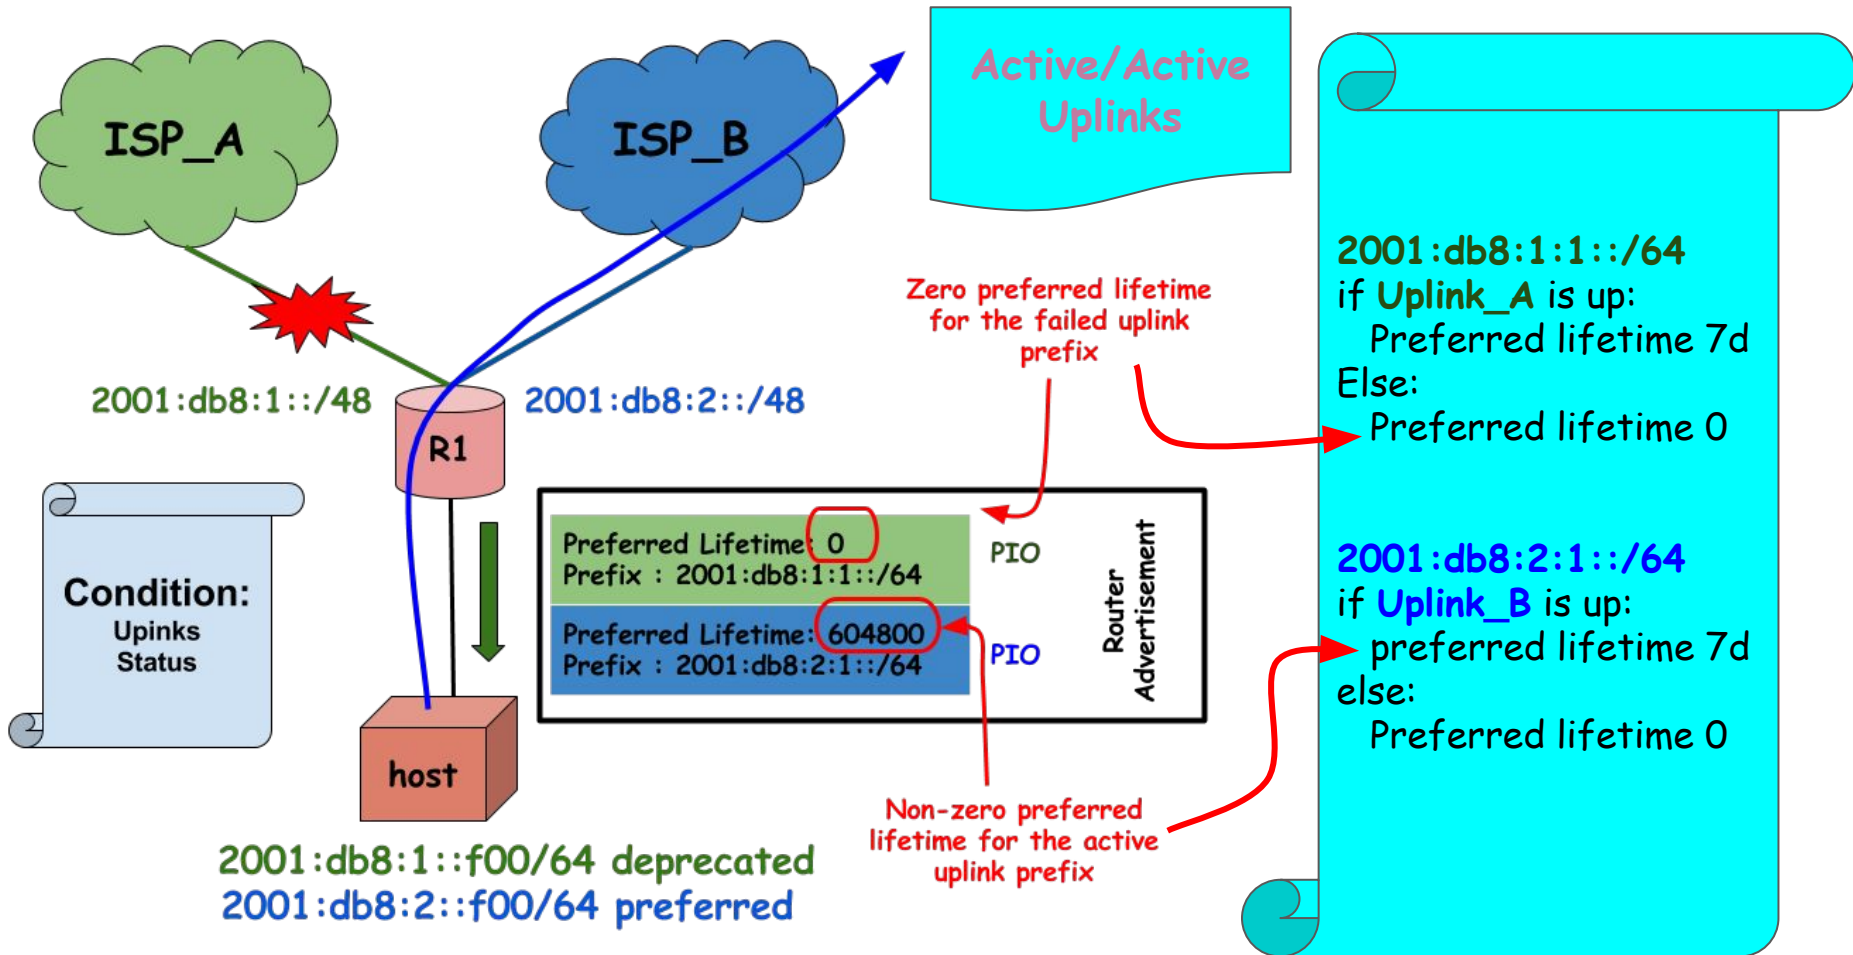 ISP_A
ISP_B
Active/Active
Uplinks
2001:db8:1::/48
2001:db8:2::/48
R1
Zero preferred lifetime
for the failed uplink
prefix
Condition:
Upinks
Status
Preferred Lifetime: 0
Prefix : 2001:db8:1:1::/64
PIO
Preferred Lifetime: 604800
Prefix : 2001:db8:2:1::/64
PIO
Router
Advertisement
host
Non-zero preferred
lifetime for the active
uplink prefix
2001:db8:1::f00/64 deprecated
2001:db8:2::f00/64 preferred
2001:db8:1:1::/64
if Uplink_A is up:
Preferred lifetime 7d
Else:
Preferred lifetime 0
2001:db8:2:1::/64
if Uplink_B is up:
preferred lifetime 7d
else:
Preferred lifetime 0